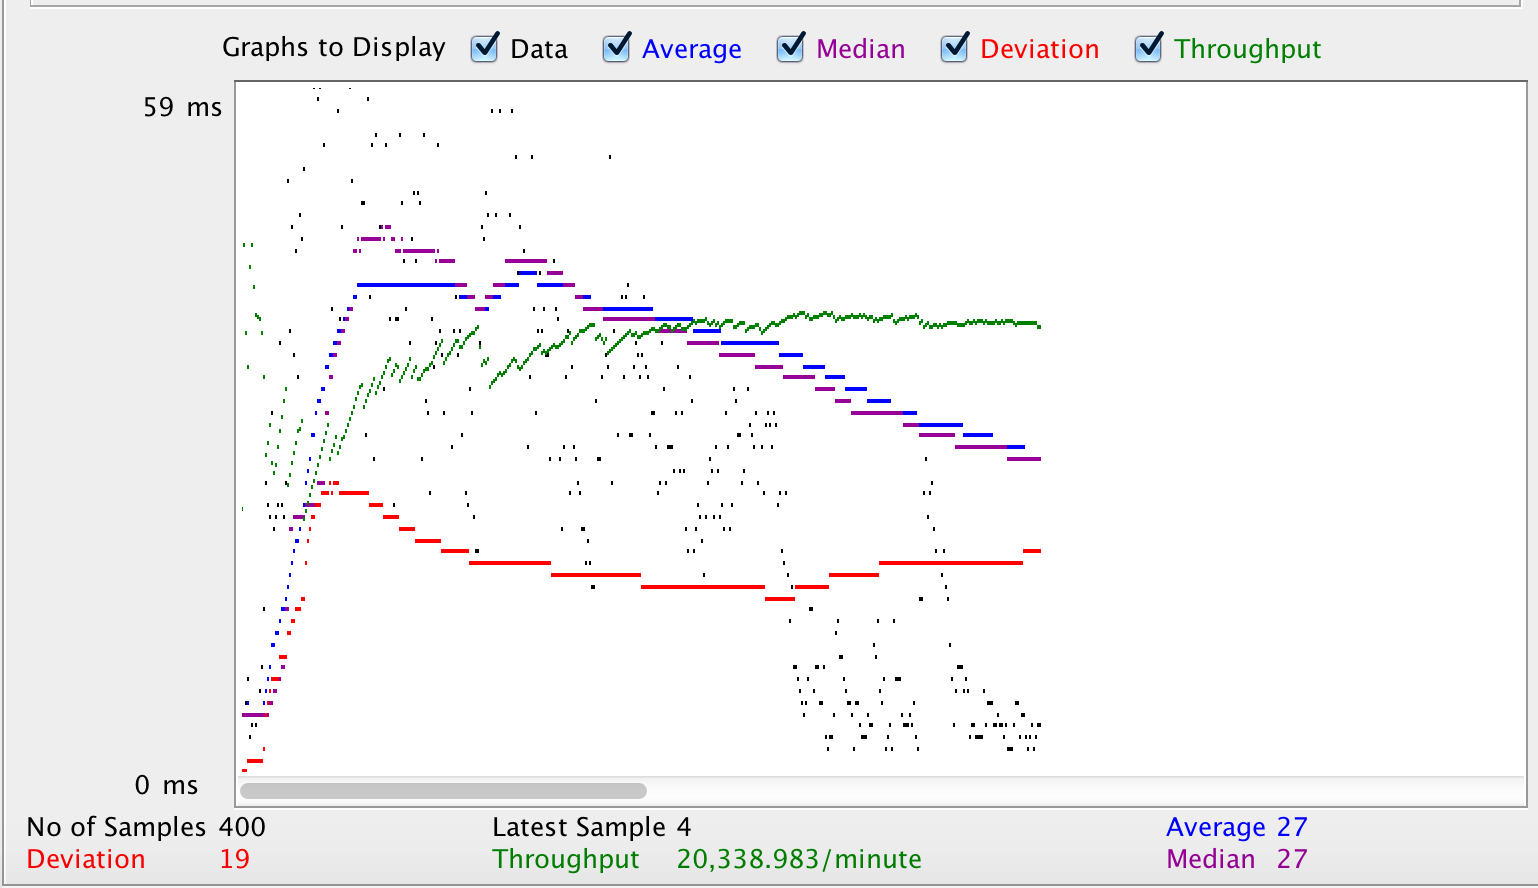 Graphs to Display Data Average Median Deviation Throughput
59 ms
0 ms
No of Samples 400 Latest Sample 4 Average 27
Deviation 19 Throughput 20,338.983/minute Median 27